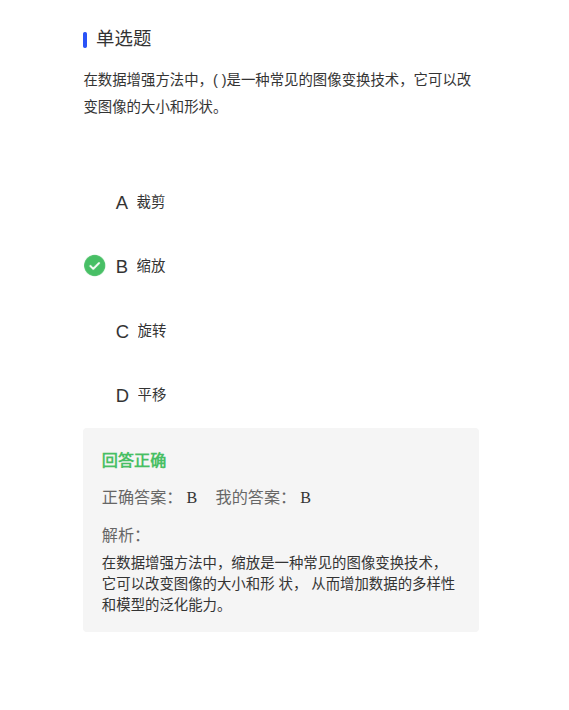 单选题
在数据增强方法中，( )是一种常见的图像变换技术，它可以改
变图像的大小和形状。
A 裁剪
B 缩放
C 旋转
D 平移
回答正确
正确答案： B 我的答案： B
解析：
在数据增强方法中，缩放是一种常见的图像变换技术，
它可以改变图像的大小和形 状， 从而增加数据的多样性
和模型的泛化能力。